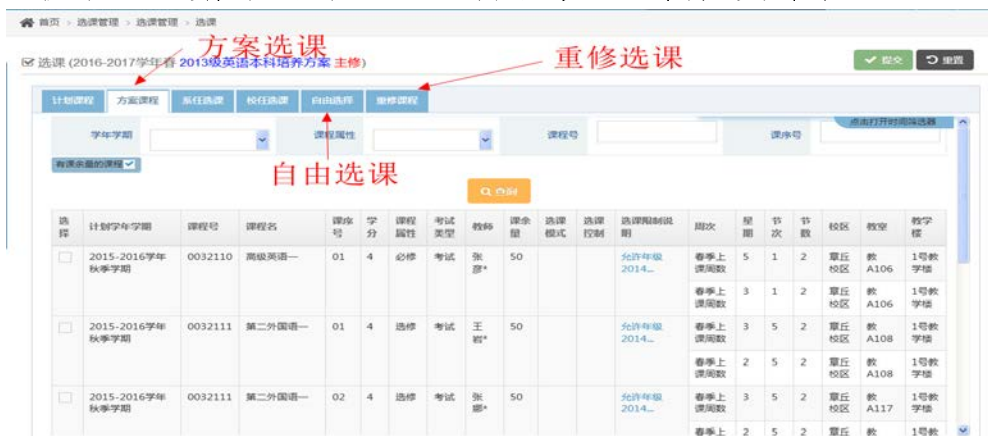 首页 > 选课管理 > 选课管理 > 选课
方案选课
重修选课
选课 (2016-2017学年春 2013级英语本科培养方案 主修)
提交 重置
计划课程 方案课程 系任选课 校任选课 自由选择 重修课程
点击打开时间筛选器
学年学期 课程属性 课程号 课序号
有课余量的课程
自由选课
查询
选择 计划学年学期 课程号 课程名 课序号 学分 课程属性 考试类型 教师 课余量 选课模式 选课控制 选课限制说明 周次 星期 节次 节数 校区 教室 教学楼
2015-2016学年秋季学期 0032110 高级英语一 01 4 必修 考试 张彦* 50 允许年级2014... 春季上课周数 5 1 2 章丘校区 教A106 1号教学楼
春季上课周数 3 1 2 章丘校区 教A106 1号教学楼
2015-2016学年秋季学期 0032111 第二外国语一 01 4 选修 考试 王岩* 50 允许年级2014... 春季上课周数 3 5 2 章丘校区 教A108 1号教学楼
春季上课周数 2 5 2 章丘校区 教A108 1号教学楼
2015-2016学年秋季学期 0032111 第二外国语一 02 4 选修 考试 张娜* 50 允许年级2014... 春季上课周数 3 5 2 章丘校区 教A117 1号教学楼
春季上 2 5 2 章丘 教 1号教